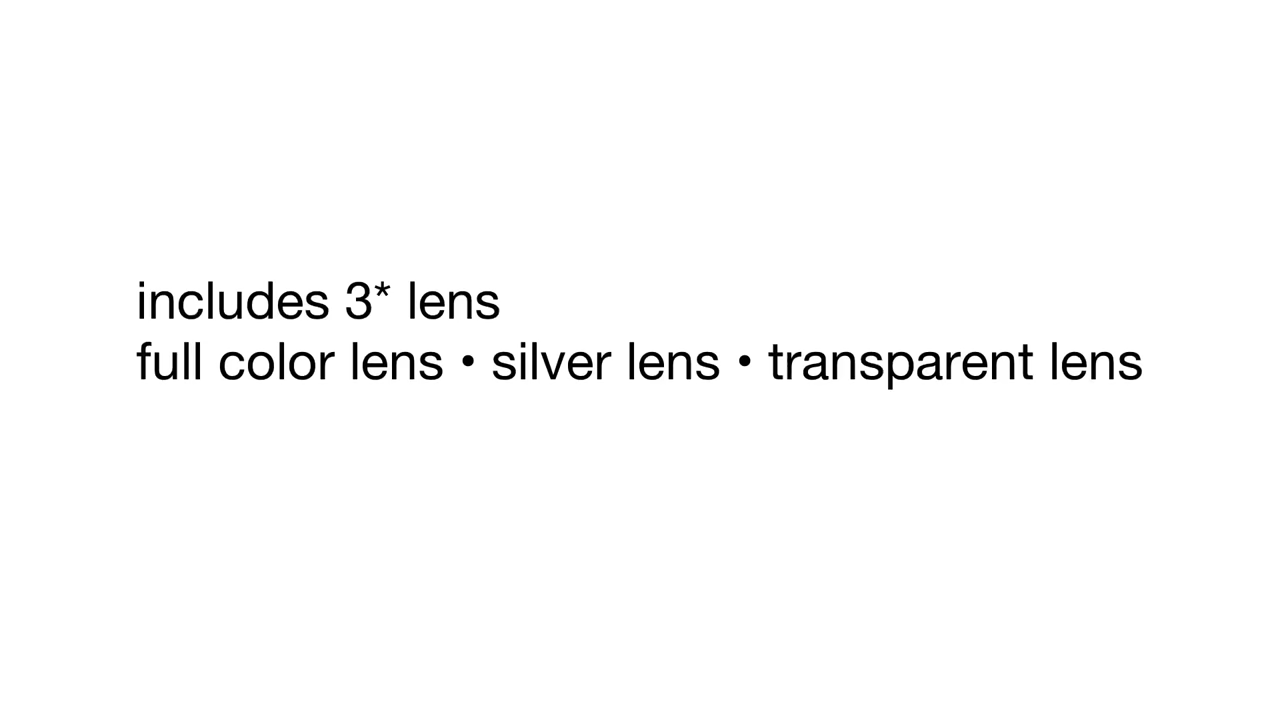 includes 3* lens
full color lens • silver lens • transparent lens